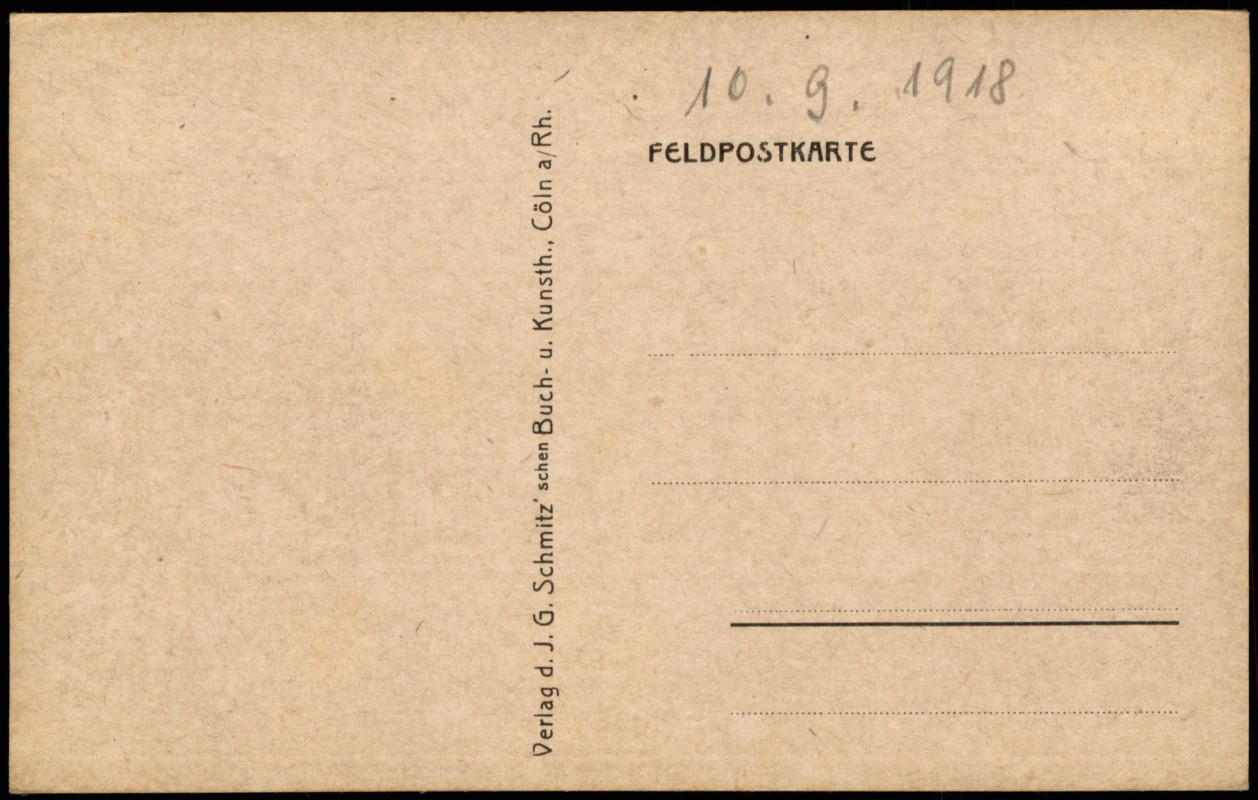 10. 9. 1918
FELDPOSTKARTE
Verlag d. J. G. Schmitz' schen Buch- u. Kunsth., Cöln a/Rh.